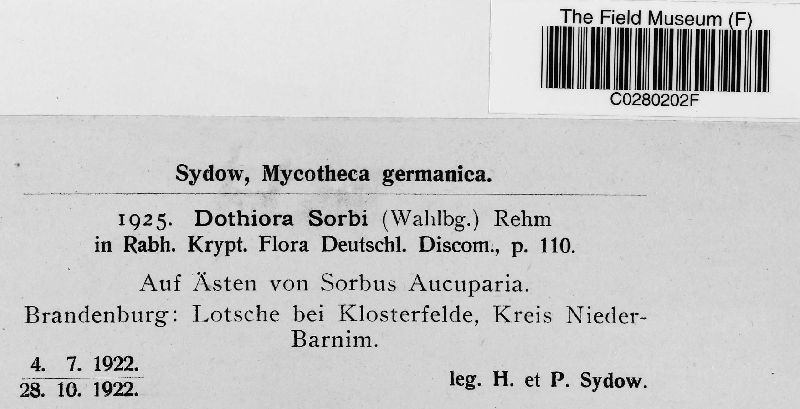 The Field Museum (F)
C0280202F
Sydow, Mycotheca germanica.
1925. Dothiora Sorbi (Wahlbg.) Rehm
in Rabh. Krypt. Flora Deutschl. Discom., p. 110.
Auf Ästen von Sorbus Aucuparia.
Brandenburg: Lotsche bei Klosterfelde, Kreis Nieder-
Barnim.
4. 7. 1922.
28. 10. 1922.
leg. H. et P. Sydow.